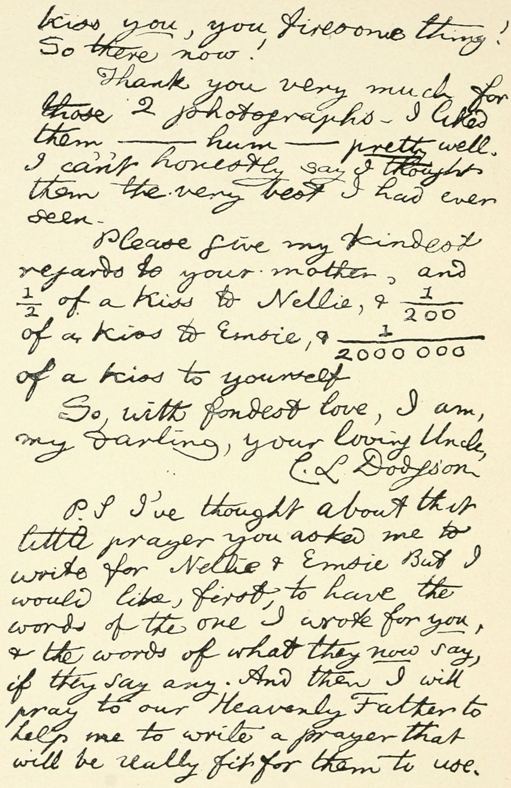 kiss you, you tiresome thing!
So there now!
Thank you very much for
those 2 photographs - I liked
them — hum — pretty well.
I can't honestly say I thought
them the very best I had ever
seen.
Please give my kindest
regards to your mother, and
1/2 of a kiss to Nellie, & 1/200
of a kiss to Emsie, & 1/2000000
of a kiss to yourself
So, with fondest love, I am,
my darling, your loving Uncle,
C. L. Dodgson
P.S I've thought about that
little prayer you asked me to
write for Nellie & Emsie But I
would like, first, to have the
words of the one I wrote for you,
& the words of what they now say,
if they say any. And then I will
pray to our Heavenly Father to
help me to write a prayer that
will be really fit for them to use.